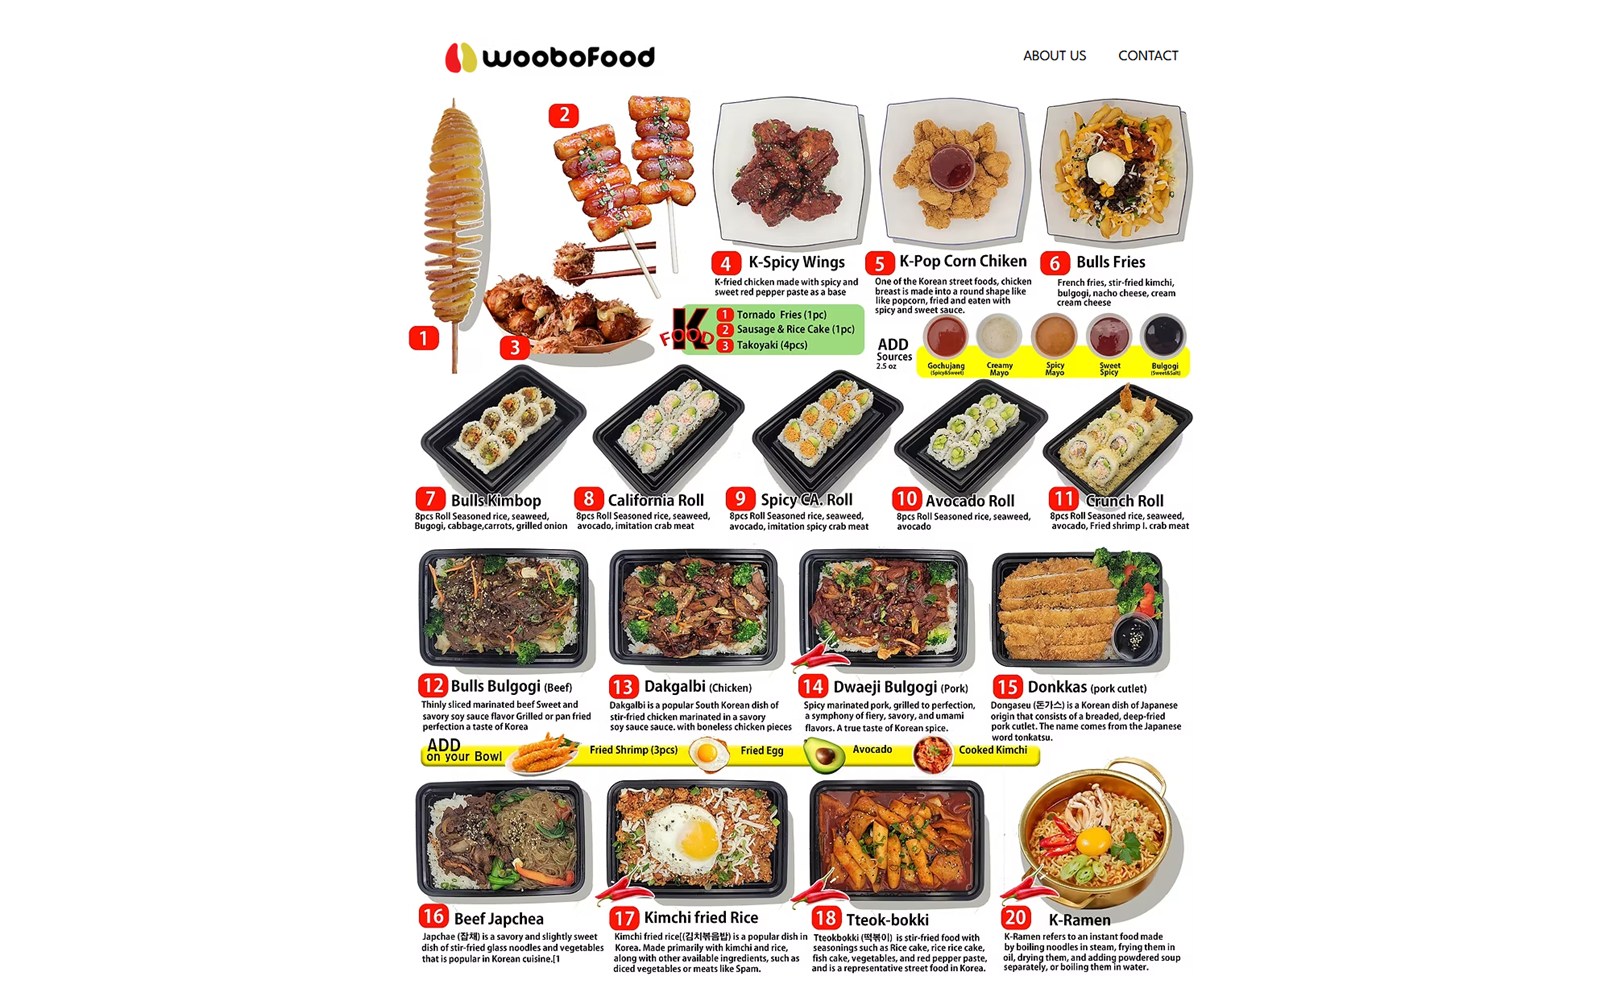 wooboFood
ABOUT US
CONTACT
1
2
3
4 K-Spicy Wings
K-fried chicken made with spicy and
sweet red pepper paste as a base
5 K-Pop Corn Chiken
One of the Korean street foods, chicken
breast is made into a round shape like
like popcorn, fried and eaten with
spicy and sweet sauce.
6 Bulls Fries
French fries, stir-fried kimchi,
bulgogi, nacho cheese, cream
cream cheese
K FOOD
1 Tornado Fries (1pc)
2 Sausage & Rice Cake (1pc)
3 Takoyaki (4pcs)
ADD
Sources
2.5 oz
Gochujang
(Spicy&Sweet)
Creamy
Mayo
Spicy
Mayo
Sweet
Spicy
Bulgogi
(Sweet&Salt)
7 Bulls Kimbop
8pcs Roll Seasoned rice, seaweed,
Bugogi, cabbage,carrots, grilled onion
8 California Roll
8pcs Roll Seasoned rice, seaweed,
avocado, imitation crab meat
9 Spicy CA. Roll
8pcs Roll Seasoned rice, seaweed,
avocado, imitation spicy crab meat
10 Avocado Roll
8pcs Roll Seasoned rice, seaweed,
avocado
11 Crunch Roll
8pcs Roll Seasoned rice, seaweed,
avocado, Fried shrimp I. crab meat
12 Bulls Bulgogi (Beef)
Thinly sliced marinated beef Sweet and
savory soy sauce flavor Grilled or pan fried
perfection a taste of Korea
13 Dakgalbi (Chicken)
Dakgalbi is a popular South Korean dish of
stir-fried chicken marinated in a savory
soy sauce sauce. with boneless chicken pieces
14 Dwaeji Bulgogi (Pork)
Spicy marinated pork, grilled to perfection,
a symphony of fiery, savory, and umami
flavors. A true taste of Korean spice.
15 Donkkas (pork cutlet)
Dongaseu (돈가스) is a Korean dish of Japanese
origin that consists of a breaded, deep-fried
pork cutlet. The name comes from the Japanese
word tonkatsu.
ADD
on your Bowl
Fried Shrimp (3pcs)
Fried Egg
Avocado
Cooked Kimchi
16 Beef Japchea
Japchae (잡채) is a savory and slightly sweet
dish of stir-fried glass noodles and vegetables
that is popular in Korean cuisine.[1
17 Kimchi fried Rice
Kimchi fried rice[(김치볶음밥) is a popular dish in
Korea. Made primarily with kimchi and rice,
along with other available ingredients, such as
diced vegetables or meats like Spam.
18 Tteok-bokki
Tteokbokki (떡볶이) is stir-fried food with
seasonings such as Rice cake, rice rice cake,
fish cake, vegetables, and red pepper paste,
and is a representative street food in Korea.
20 K-Ramen
K-Ramen refers to an instant food made
by boiling noodles in steam, frying them in
oil, drying them, and adding powdered soup
separately, or boiling them in water.